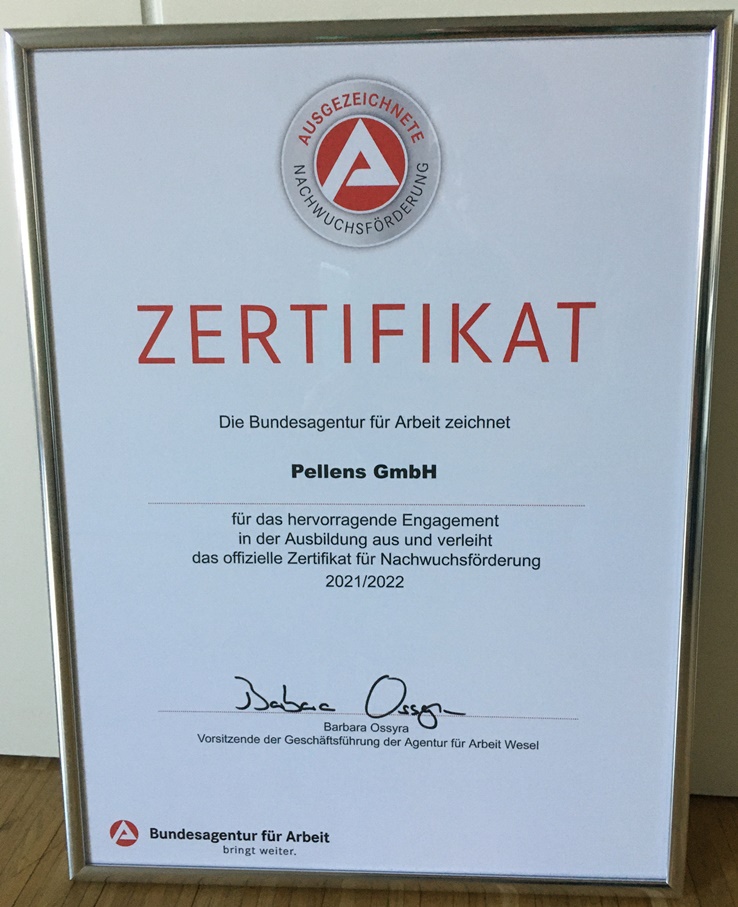 AUSGEZEICHNETE
NACHWUCHSFÖRDERUNG
ZERTIFIKAT
Die Bundesagentur für Arbeit zeichnet
Pellens GmbH
für das hervorragende Engagement
in der Ausbildung aus und verleiht
das offizielle Zertifikat für Nachwuchsförderung
2021/2022
Barbara Ossyra
Barbara Ossyra
Vorsitzende der Geschäftsführung der Agentur für Arbeit Wesel
Bundesagentur für Arbeit
bringt weiter.